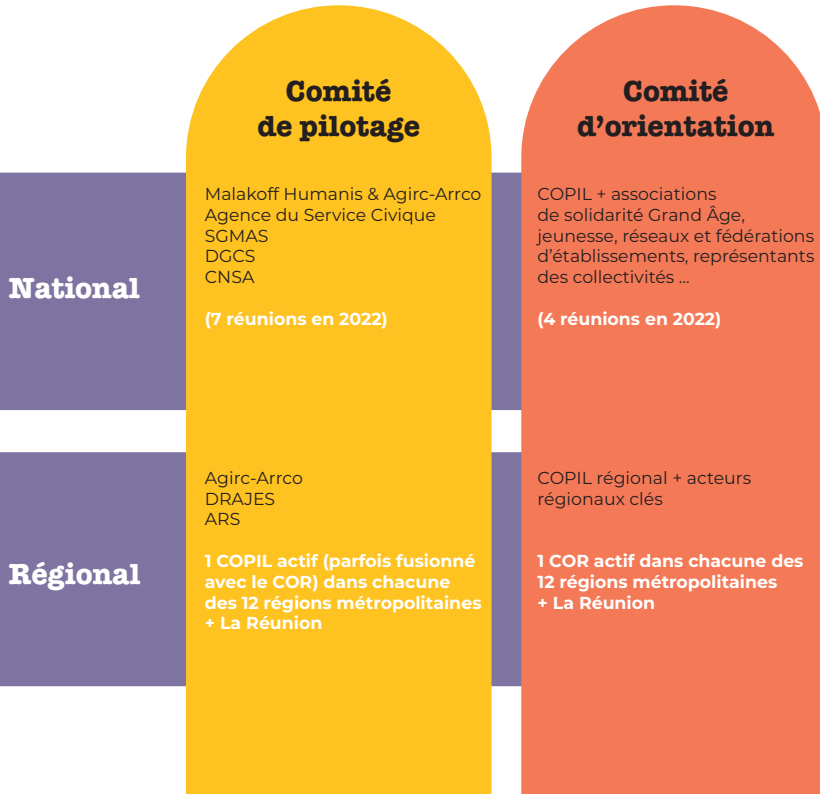 Comité
de pilotage
Comité
d'orientation
National
Malakoff Humanis & Agirc-Arrco
Agence du Service Civique
SGMAS
DGCS
CNSA
(7 réunions en 2022)
COPIL + associations
de solidarité Grand Âge,
jeunesse, réseaux et fédérations
d'établissements, représentants
des collectivités ...
(4 réunions en 2022)
Régional
Agirc-Arrco
DRAJES
ARS
1 COPIL actif (parfois fusionné
avec le COR) dans chacune
des 12 régions métropolitaines
+ La Réunion
COPIL régional + acteurs
régionaux clés
1 COR actif dans chacune des
12 régions métropolitaines
+ La Réunion